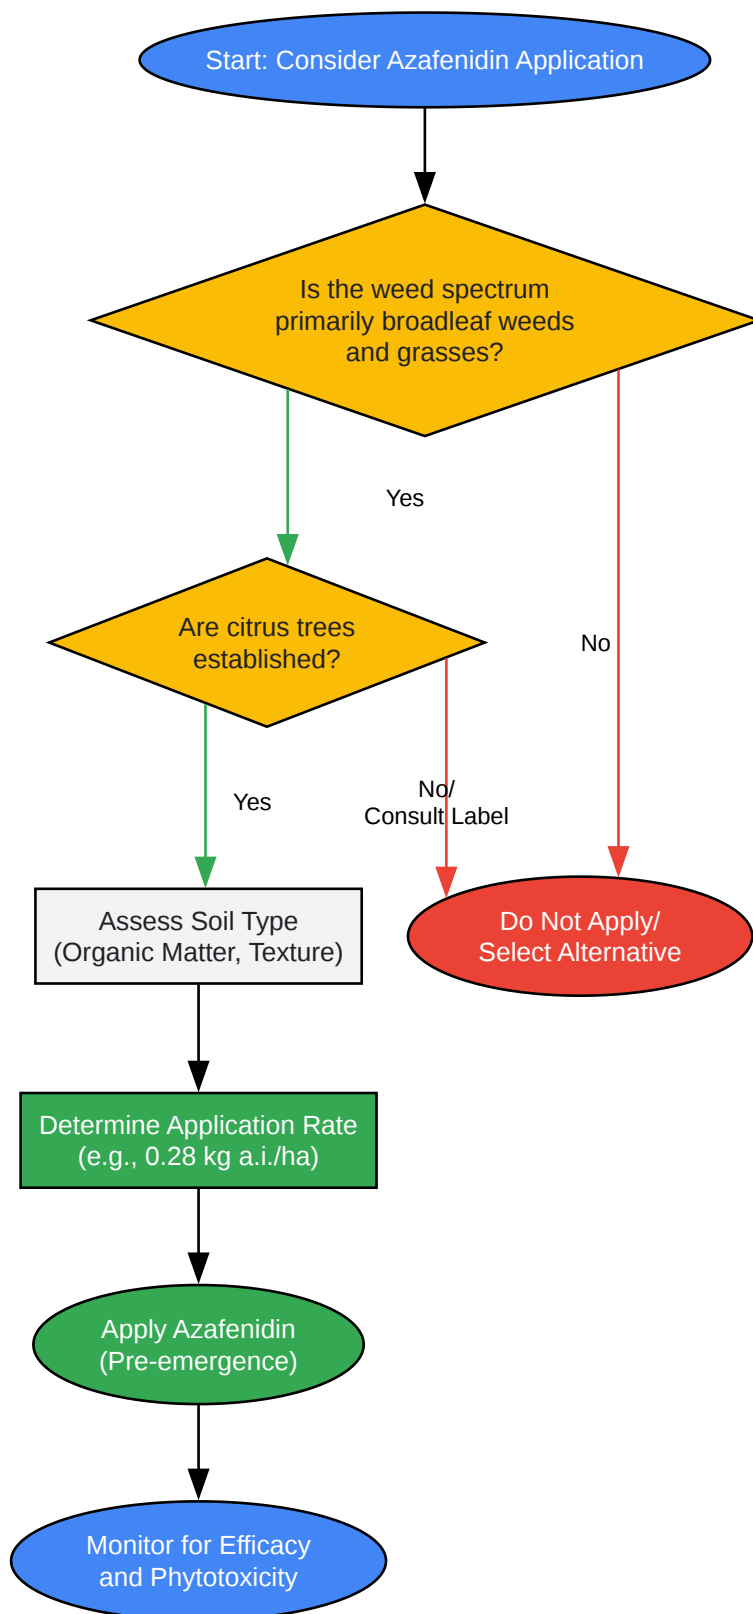 Start: Consider Azafenidin Application
Is the weed spectrum
primarily broadleaf weeds
and grasses?
Yes
Are citrus trees
established?
No
No/
Consult Label
Yes
Assess Soil Type
(Organic Matter, Texture)
Do Not Apply/
Select Alternative
Determine Application Rate
(e.g., 0.28 kg a.i./ha)
Apply Azafenidin
(Pre-emergence)
Monitor for Efficacy
and Phytotoxicity